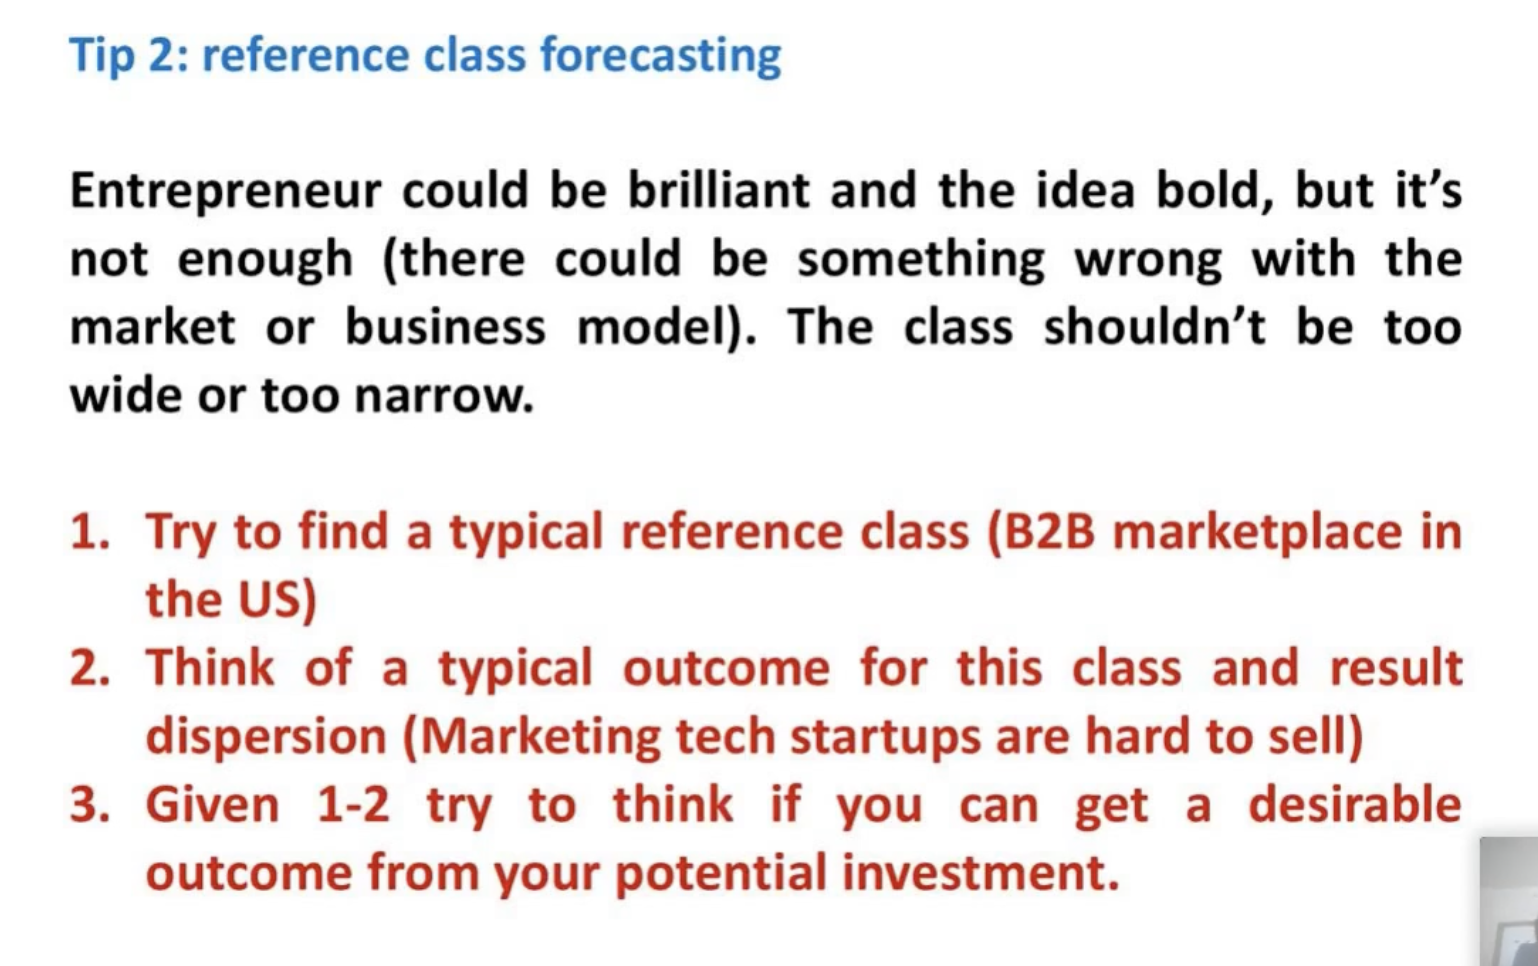 Tip 2: reference class forecasting
Entrepreneur could be brilliant and the idea bold, but it’s
not enough (there could be something wrong with the
market or business model). The class shouldn’t be too
wide or too narrow.
1. Try to find a typical reference class (B2B marketplace in
the US)
2. Think of a typical outcome for this class and result
dispersion (Marketing tech startups are hard to sell)
3. Given 1-2 try to think if you can get a desirable
outcome from your potential investment.